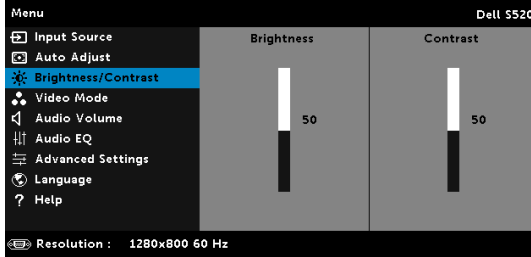 Menu Dell S520
Input Source
Auto Adjust
Brightness/Contrast
Video Mode
Audio Volume
Audio EQ
Advanced Settings
Language
? Help
Brightness Contrast
50 50
Resolution : 1280x800 60 Hz